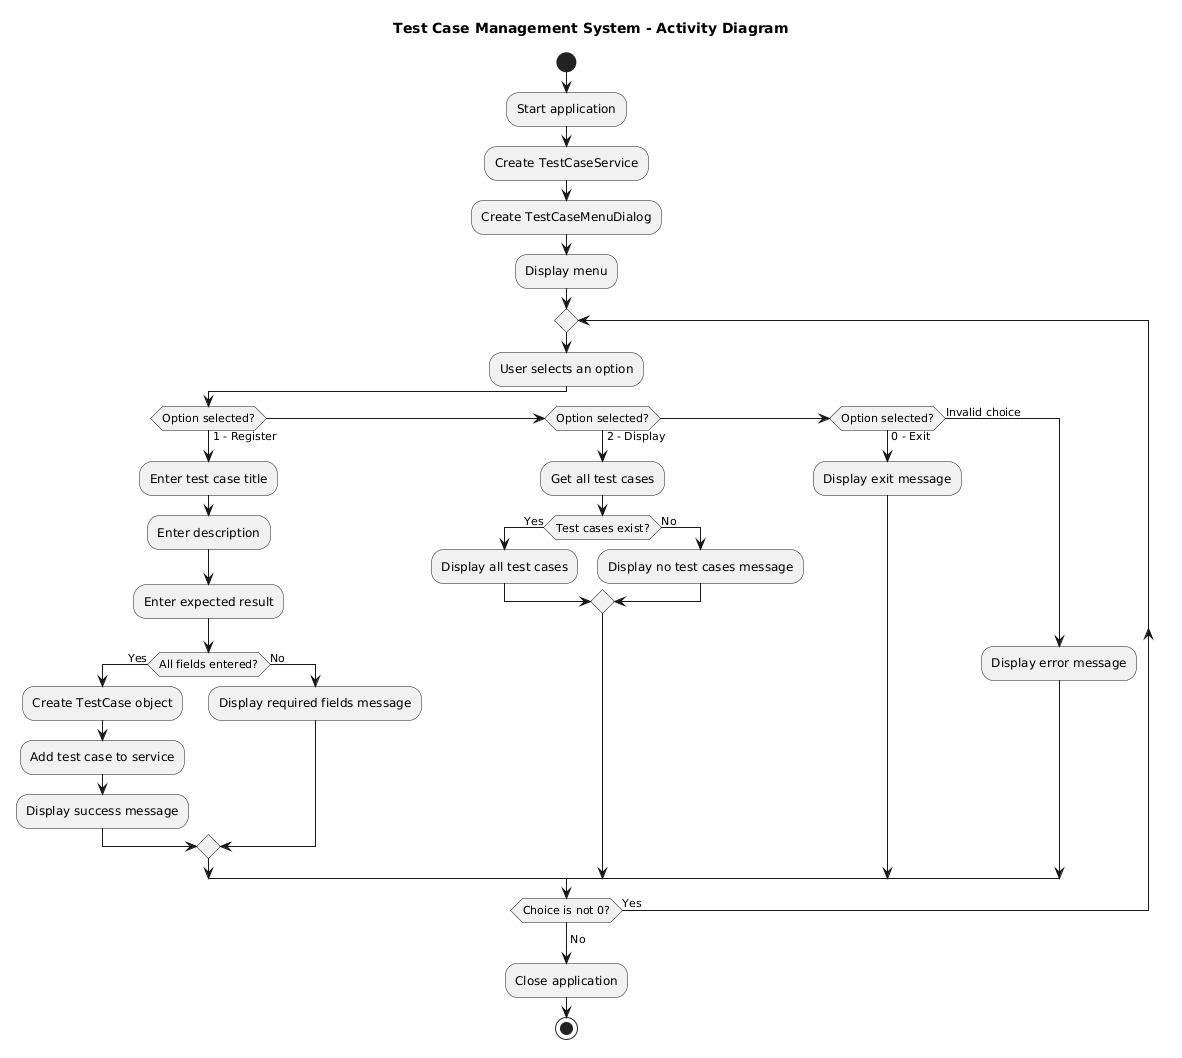 Test Case Management System - Activity Diagram
Start application
Create TestCaseService
Create TestCaseMenuDialog
Display menu
User selects an option
Option selected?
Option selected?
Option selected?
Invalid choice
1 - Register
2 - Display
0 - Exit
Enter test case title
Get all test cases
Display exit message
Enter description
Yes
Test cases exist?
No
Display all test cases
Display no test cases message
Enter expected result
Yes
All fields entered?
No
Display error message
Create TestCase object
Display required fields message
Add test case to service
Display success message
Choice is not 0?
Yes
No
Close application